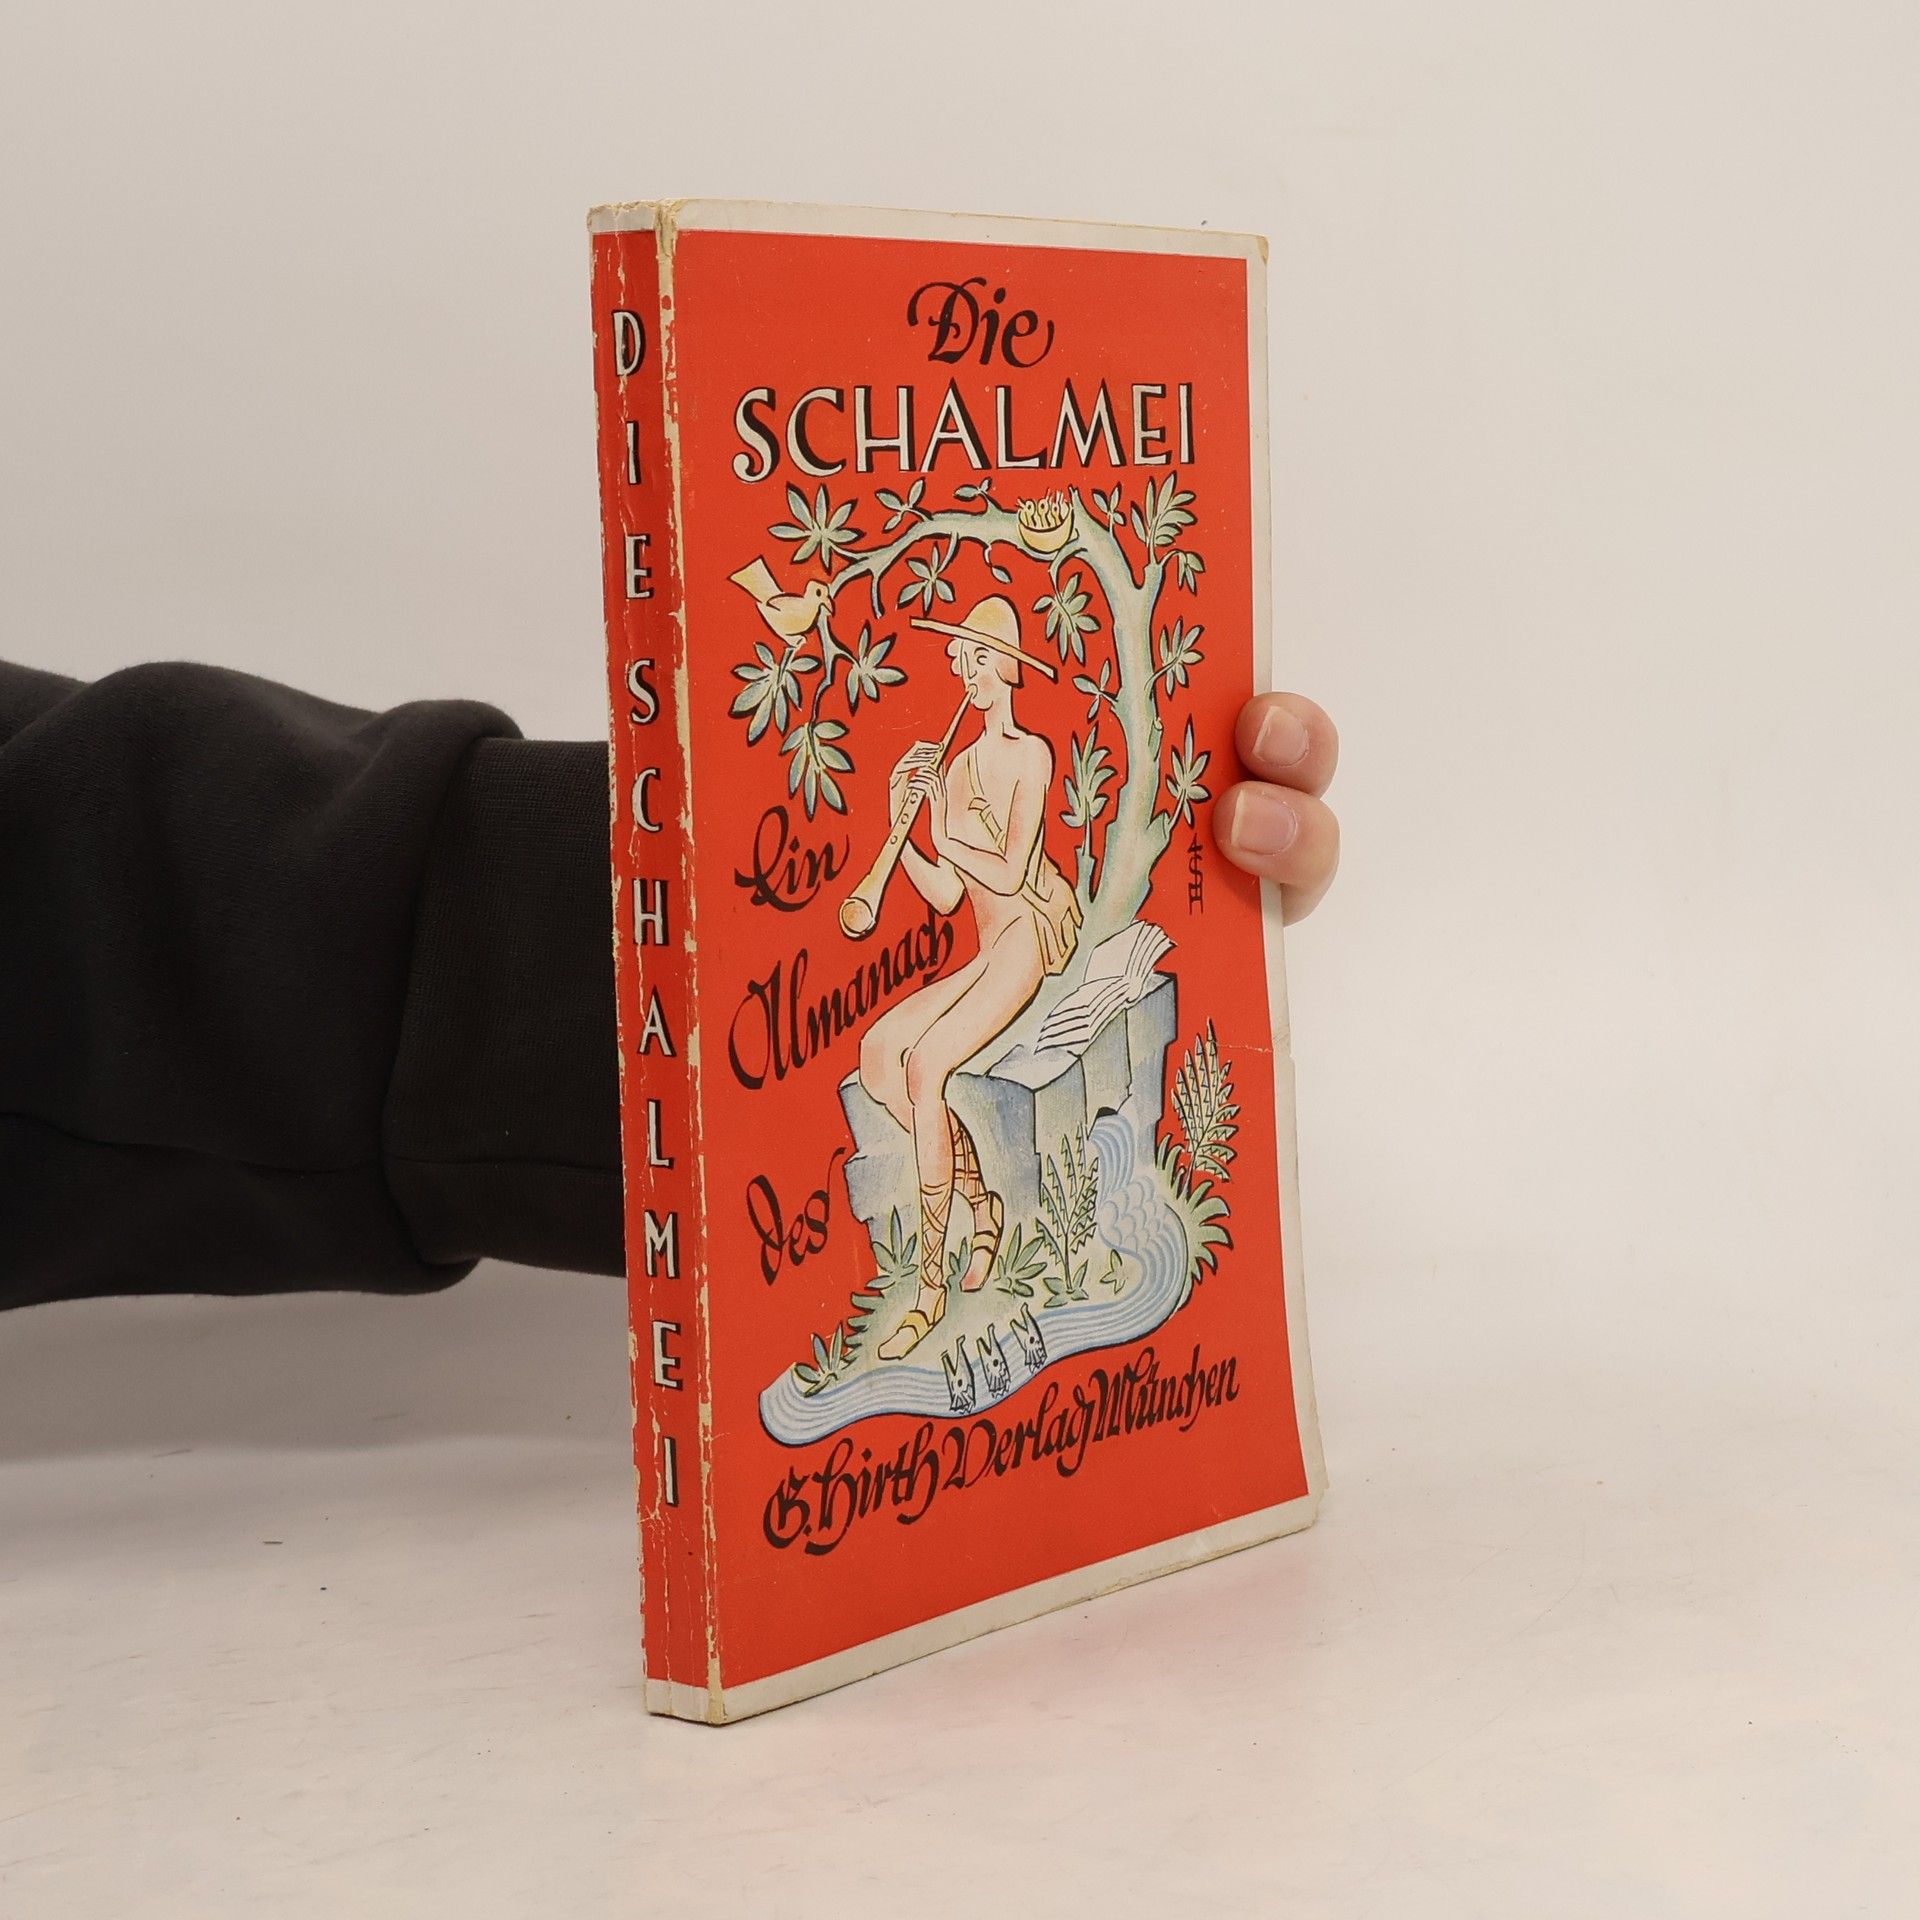 DIE SCHALMEI
Die
SCHALMEI
Ein
Almanach
des
G. Hirth Verlag München